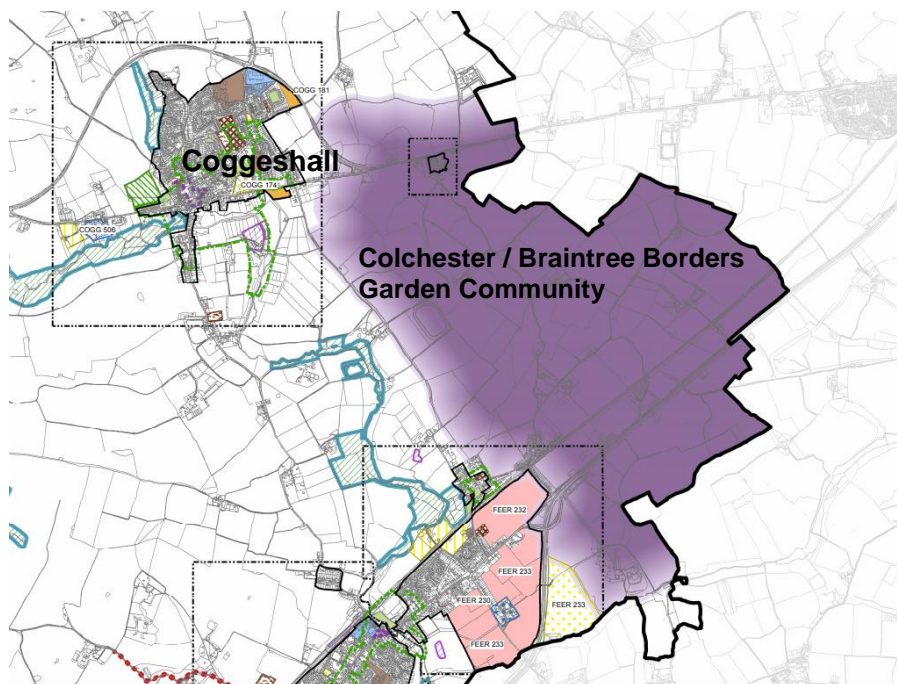 COGG 181
Coggeshall
COGG 174
COGG 506
Colchester / Braintree Borders
Garden Community
FEER 232
FEER 233
FEER 230
FEER 233
FEER 233